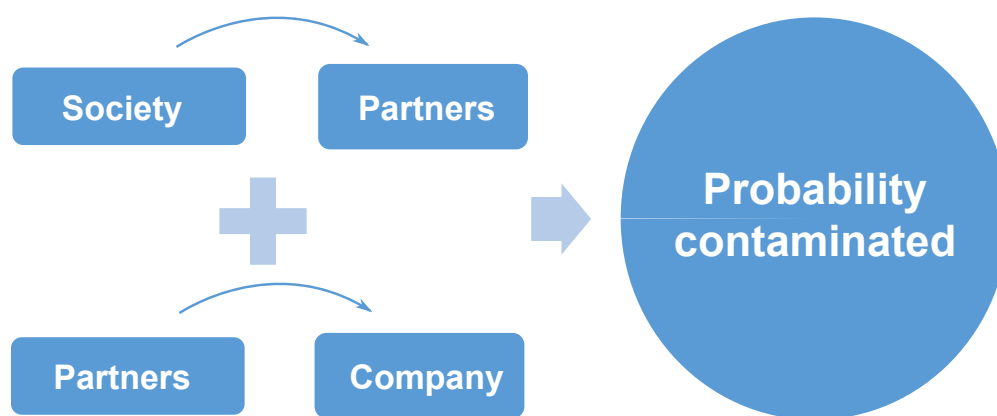 Society
Partners
Probability
contaminated
Partners
Company